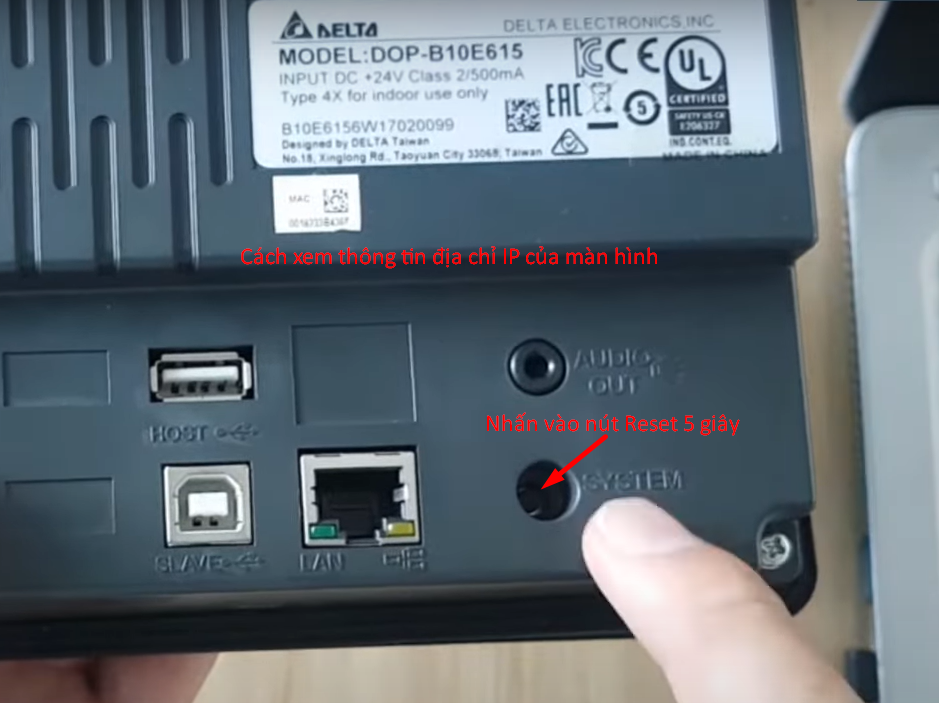 DELTA
DELTA ELECTRONICS, INC
MODEL:DOP-B10E615
INPUT DC +24V Class 2/500mA
Type 4X for indoor use only
B10E6156W17020099
Designed by DELTA Taiwan
No.18, Xinglong Rd., Taoyuan City 33068, Taiwan
EAC
5
UL
CERTIFIED
SAFETY US-CA
E206327
IND.CONT.EQ.
MADE IN CHINA
MAC
Cách xem thông tin địa chỉ IP của màn hình
AUDIO
OUT
HOST
Nhấn vào nút Reset 5 giây
SYSTEM
SLAVE
LAN